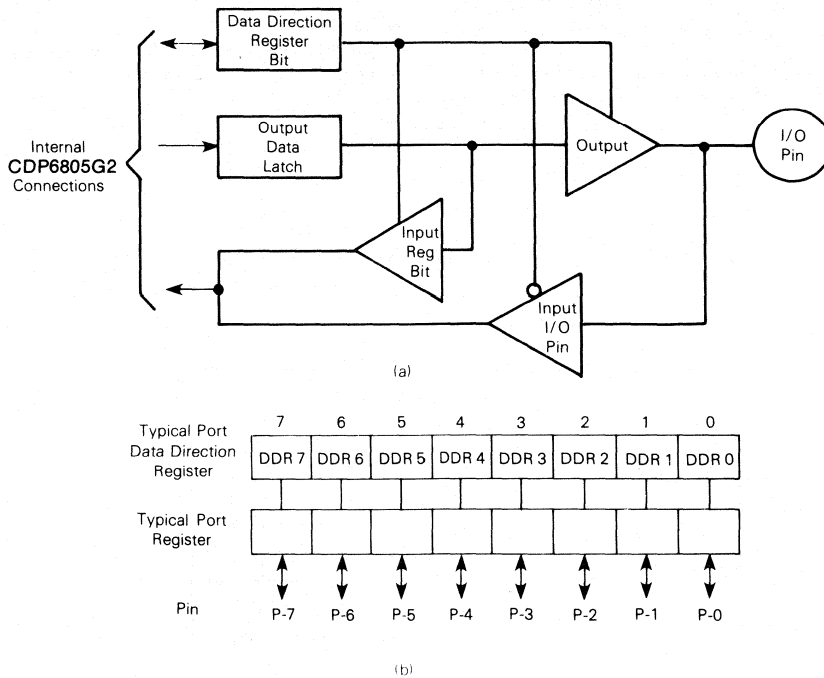 Data Direction
Register
Bit
Output
Data
Latch
Internal
CDP6805G2
Connections
Output
I/O
Pin
Input
Reg
Bit
Input
I/O
Pin
(a)
7 6 5 4 3 2 1 0
Typical Port
Data Direction
Register
DDR 7 DDR 6 DDR 5 DDR 4 DDR 3 DDR 2 DDR 1 DDR 0
Typical Port
Register
Pin P-7 P-6 P-5 P-4 P-3 P-2 P-1 P-0
(b)